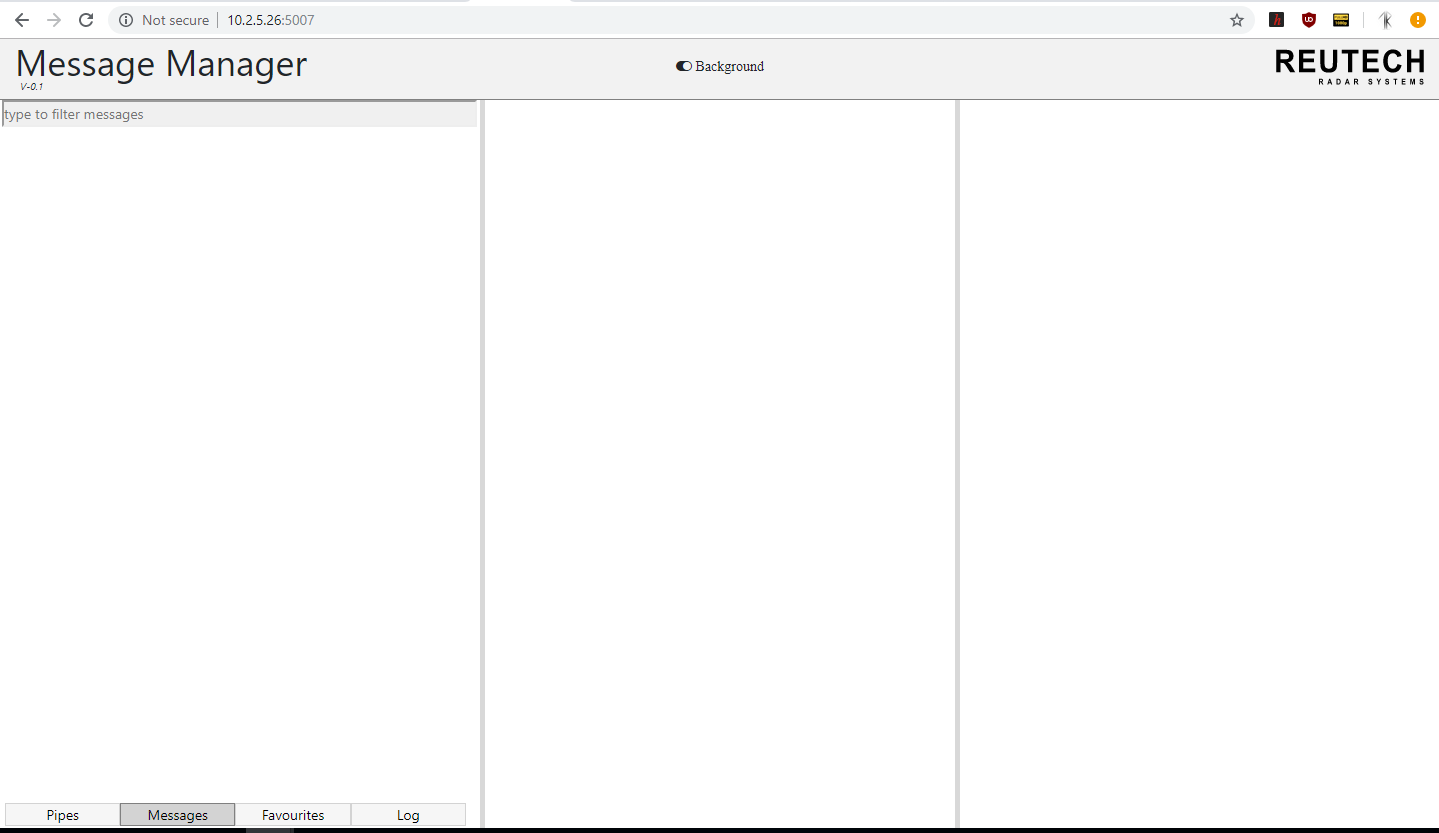 Not secure 10.2.5.26:5007
Message Manager
V-0.1
Background
REUTECH
RADAR SYSTEMS
type to filter messages
Pipes Messages Favourites Log